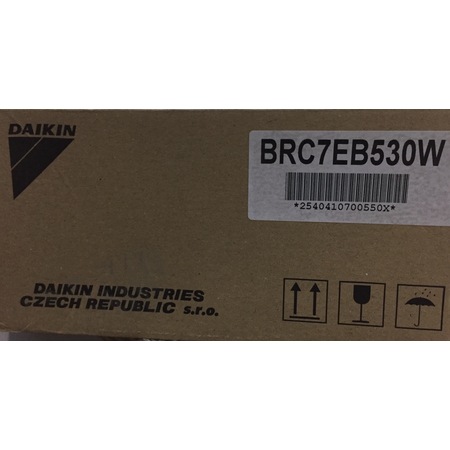 DAIKIN
BRC7EB530W
*2540410700550X*
DAIKIN INDUSTRIES
CZECH REPUBLIC s.r.o.